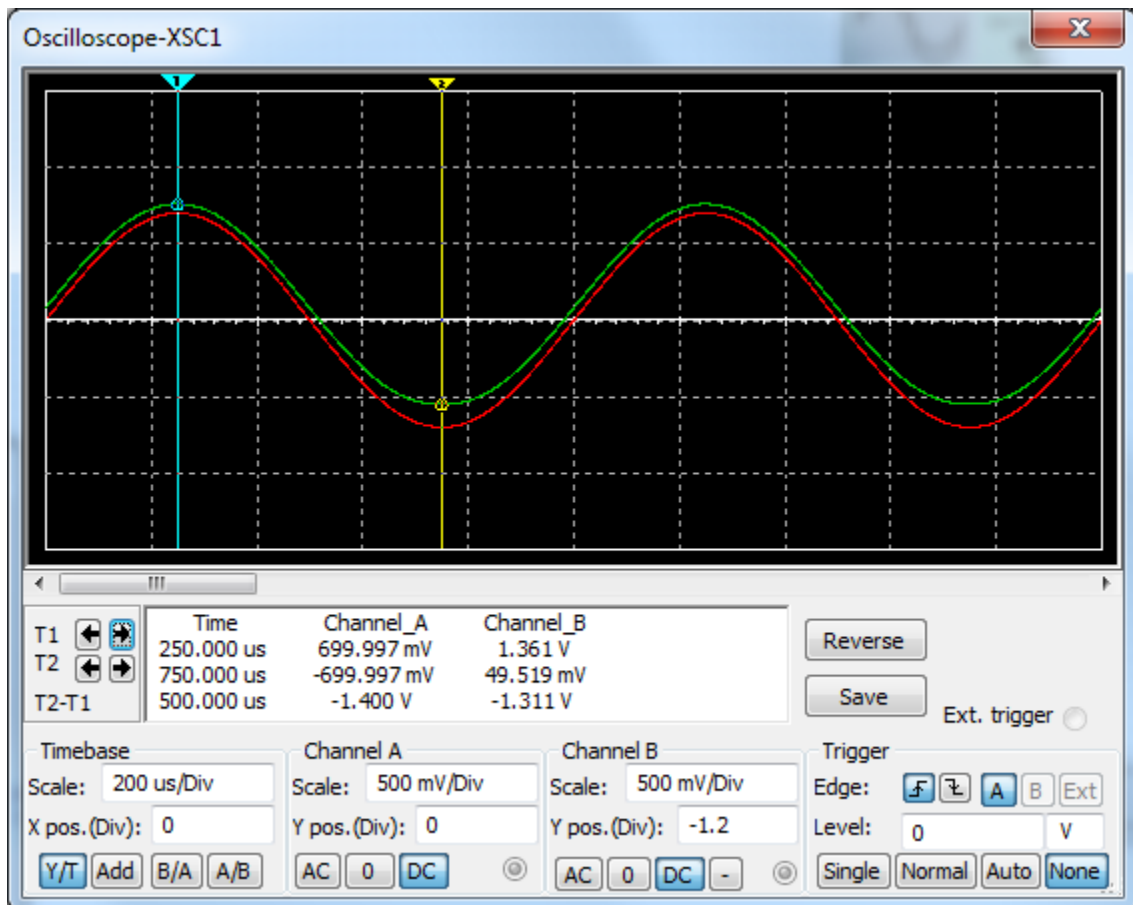 Oscilloscope-XSC1
x
1 2
III
T1
T2
T2-T1
Time Channel_A Channel_B
250.000 us 699.997 mV 1.361 V
750.000 us -699.997 mV 49.519 mV
500.000 us -1.400 V -1.311 V
Reverse
Save
Ext. trigger
Timebase
Scale: 200 us/Div
X pos.(Div): 0
Y/T Add B/A A/B
Channel A
Scale: 500 mV/Div
Y pos.(Div): 0
AC 0 DC
Channel B
Scale: 500 mV/Div
Y pos.(Div): -1.2
AC 0 DC -
Trigger
Edge: A B Ext
Level: 0 V
Single Normal Auto None